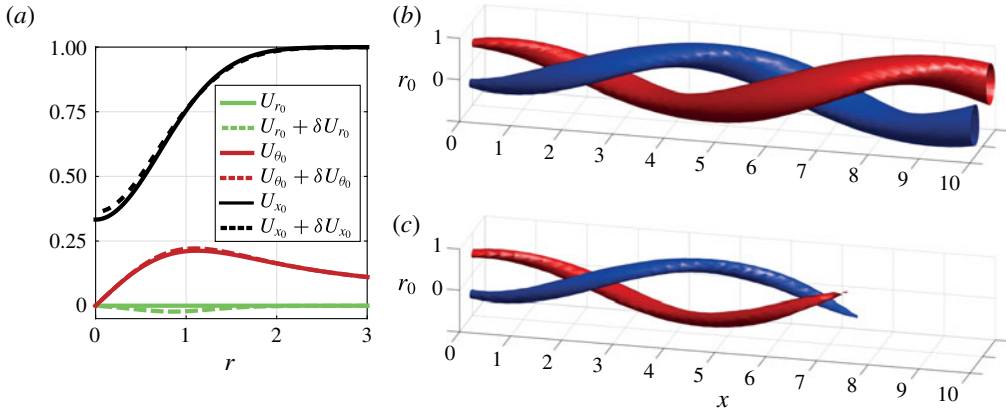 (a)
1.00
0.75
0.50
0.25
0
0 1 2 3
r
U_{r_0}
U_{r_0} + δU_{r_0}
U_{θ_0}
U_{θ_0} + δU_{θ_0}
U_{x_0}
U_{x_0} + δU_{x_0}
(b)
1
r_0 0
0 1 2 3 4 5 6 7 8 9 10
(c)
1
r_0 0
0 1 2 3 4 5 6 7 8 9 10
x